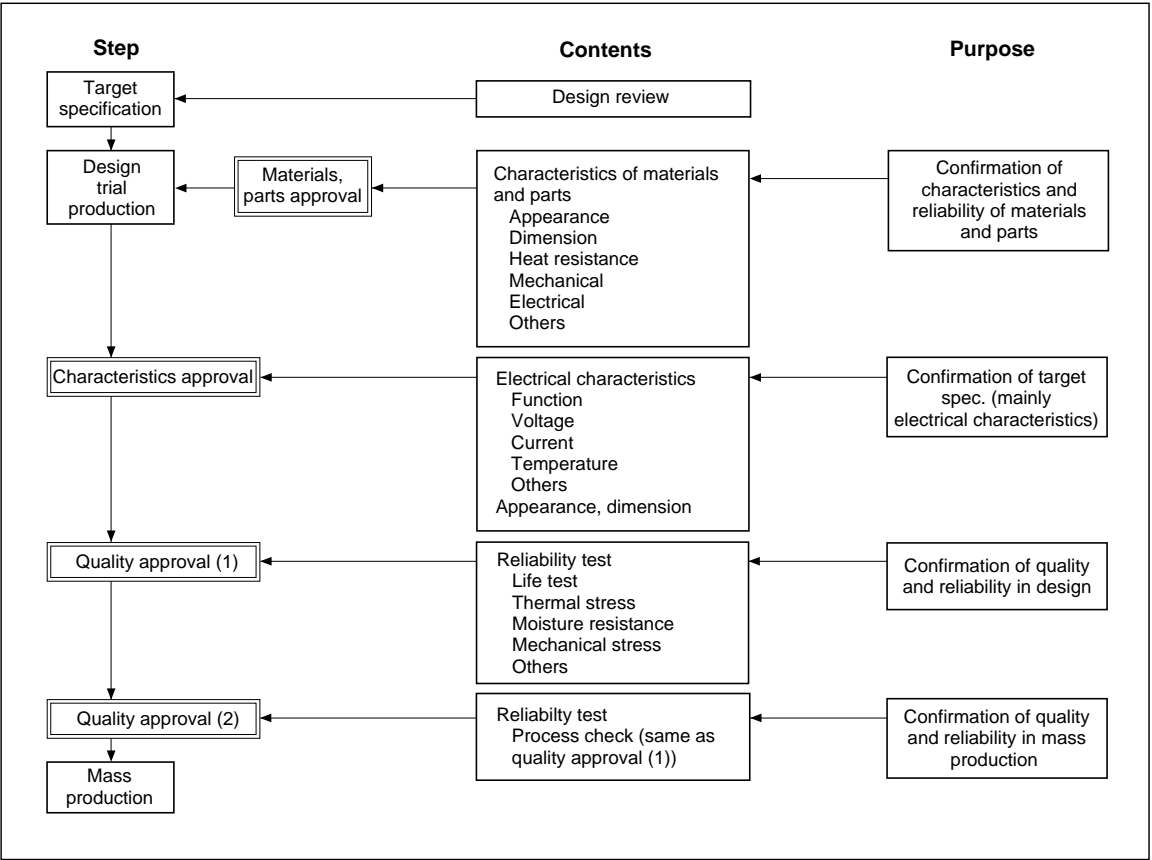 Step
Contents
Purpose
Target
specification
Design review
Design
trial
production
Materials,
parts approval
Characteristics of materials
and parts
Appearance
Dimension
Heat resistance
Mechanical
Electrical
Others
Confirmation of
characteristics and
reliability of materials
and parts
Characteristics approval
Electrical characteristics
Function
Voltage
Current
Temperature
Others
Appearance, dimension
Confirmation of target
spec. (mainly
electrical characteristics)
Quality approval (1)
Reliability test
Life test
Thermal stress
Moisture resistance
Mechanical stress
Others
Confirmation of quality
and reliability in design
Quality approval (2)
Reliabilty test
Process check (same as
quality approval (1))
Confirmation of quality
and reliability in mass
production
Mass
production